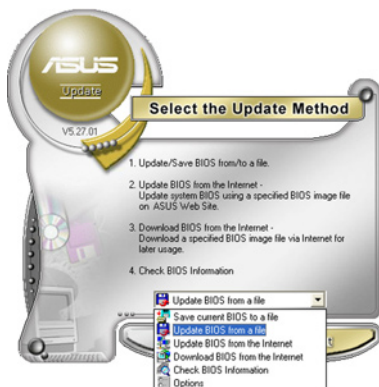 ASUS
Update
V5.27.01
Select the Update Method
1. Update/Save BIOS from/to a file.
2. Update BIOS from the Internet -
Update system BIOS using a specified BIOS image file
on ASUS Web Site.
3. Download BIOS from the Internet -
Download a specified BIOS image file via Internet for
later usage.
4. Check BIOS Information
Update BIOS from a file
Save current BIOS to a file
Update BIOS from a file
Update BIOS from the Internet
Download BIOS from the Internet
Check BIOS Information
Options